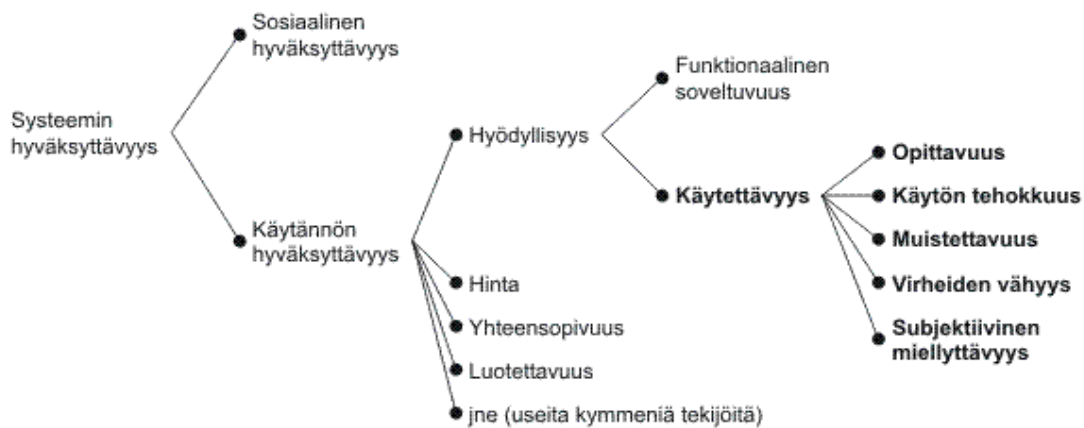 Sosiaalinen
hyväksyttävyys
Systeemin
hyväksyttävyys
Käytännön
hyväksyttävyys
Hyödyllisyys
Hinta
Yhteensopivuus
Luotettavuus
jne (useita kymmeniä tekijöitä)
Funktionaalinen
soveltuvuus
Käytettävyys
Opittavuus
Käytön tehokkuus
Muistettavuus
Virheiden vähyys
Subjektiivinen
miellyttävyys